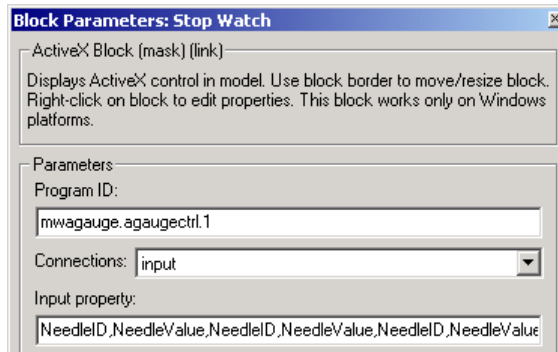 Block Parameters: Stop Watch
ActiveX Block (mask) (link)
Displays ActiveX control in model. Use block border to move/resize block.
Right-click on block to edit properties. This block works only on Windows
platforms.
Parameters
Program ID:
mwagauge.agaugectrl.1
Connections: input
Input property:
NeedleID,NeedleValue,NeedleID,NeedleValue,NeedleID,NeedleValue